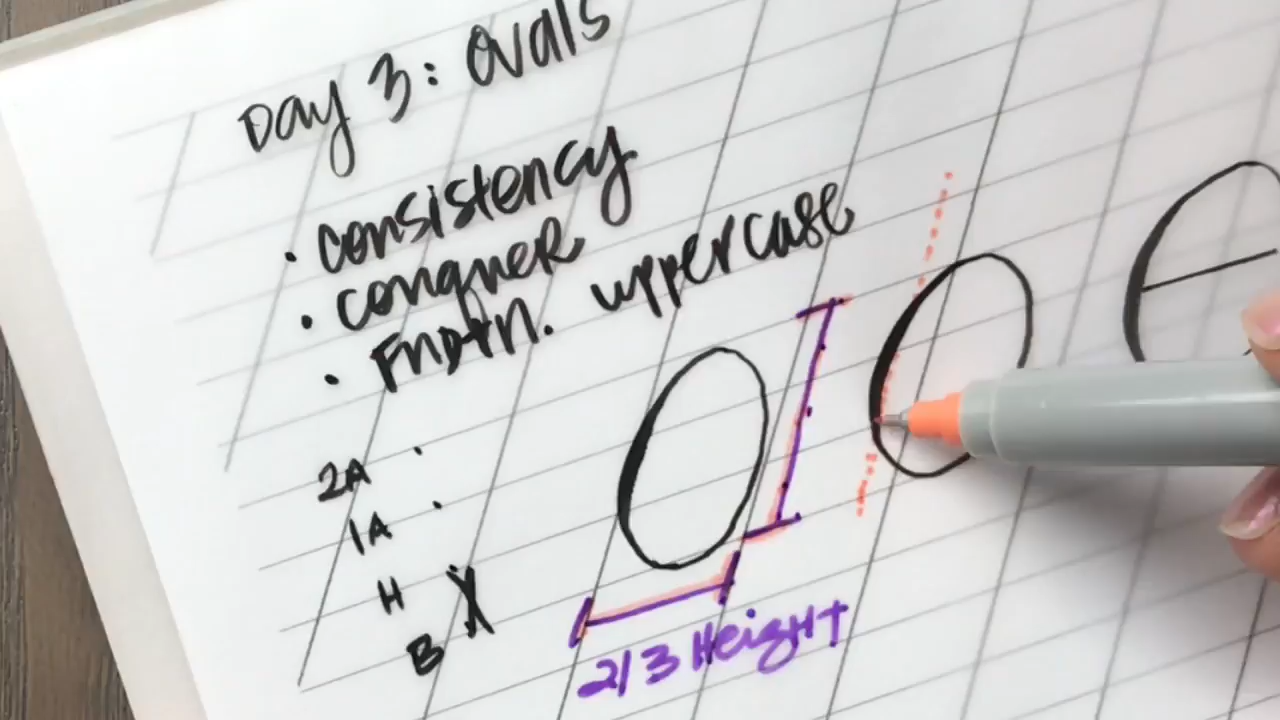 Day 3: Ovals
• consistency
• conquer
• Fndtn. uppercase
2A
1A
H
B X
2/3 Height